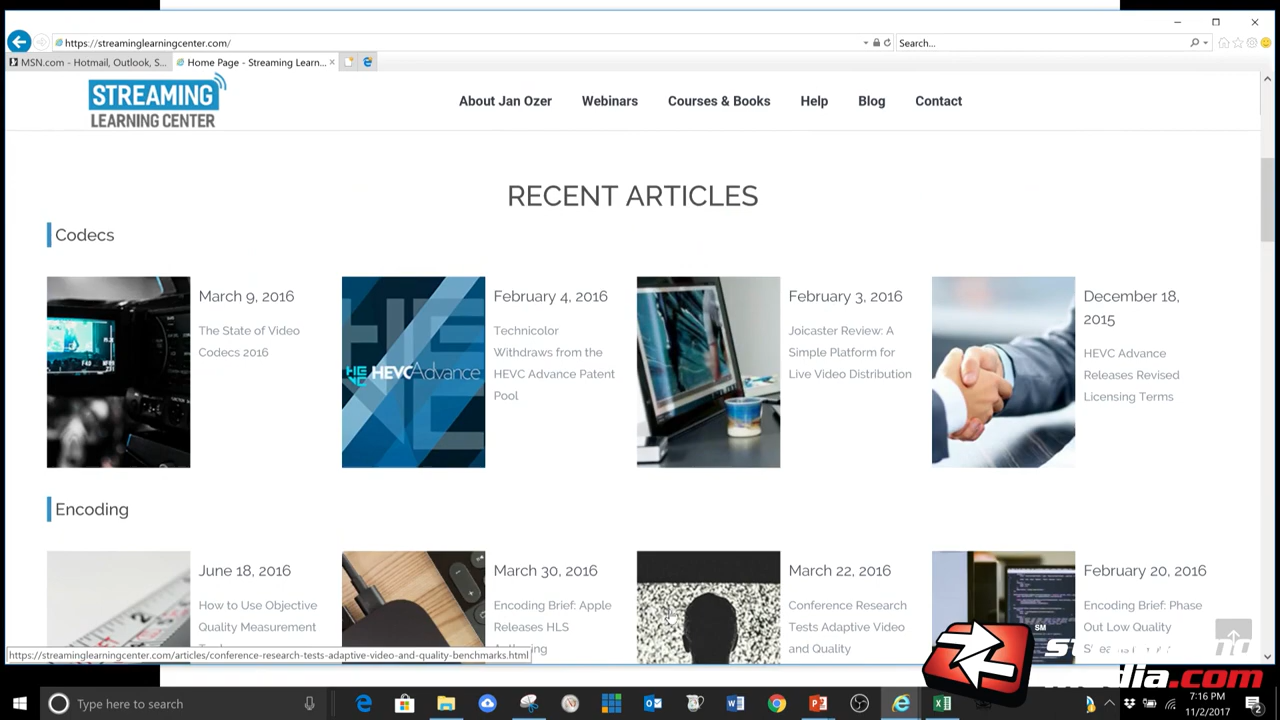 https://streaminglearningcenter.com/
Search...
MSN.com - Hotmail, Outlook, S...
Home Page - Streaming Learn...
STREAMING
LEARNING CENTER
About Jan Ozer
Webinars
Courses & Books
Help
Blog
Contact
RECENT ARTICLES
Codecs
March 9, 2016
The State of Video
Codecs 2016
HEVCAdvance
February 4, 2016
Technicolor
Withdraws from the
HEVC Advance Patent
Pool
February 3, 2016
Joicaster Review: A
Simple Platform for
Live Video Distribution
December 18,
2015
HEVC Advance
Releases Revised
Licensing Terms
Encoding
June 18, 2016
How to Use Objective
Quality Measurement
March 30, 2016
Encoding Brief: Apple
Releases HLS
March 22, 2016
Conference Research
Tests Adaptive Video
and Quality
February 20, 2016
Encoding Brief: Phase
Out Low Quality
https://streaminglearningcenter.com/articles/conference-research-tests-adaptive-video-and-quality-benchmarks.html
SM
.com
Type here to search
7:16 PM
11/2/2017
2